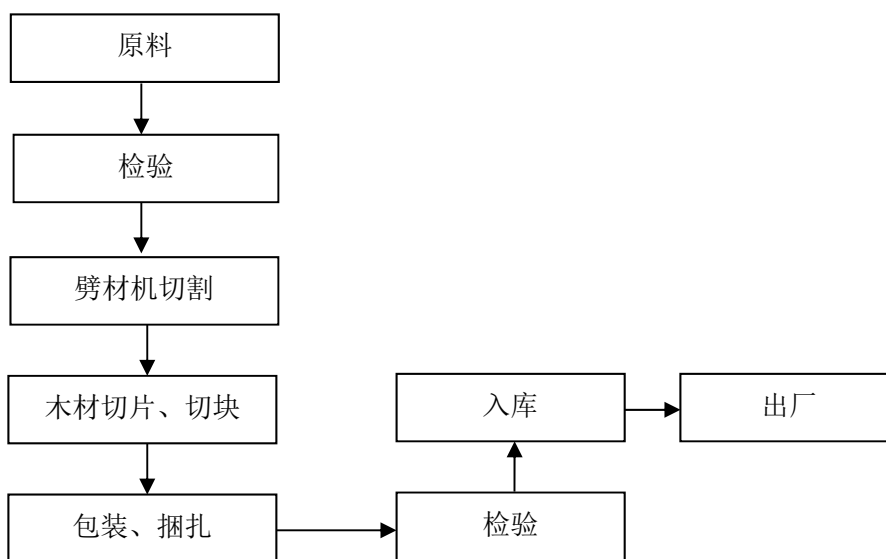 原料
检验
劈材机切割
木材切片、切块
包装、捆扎
检验
入库
出厂